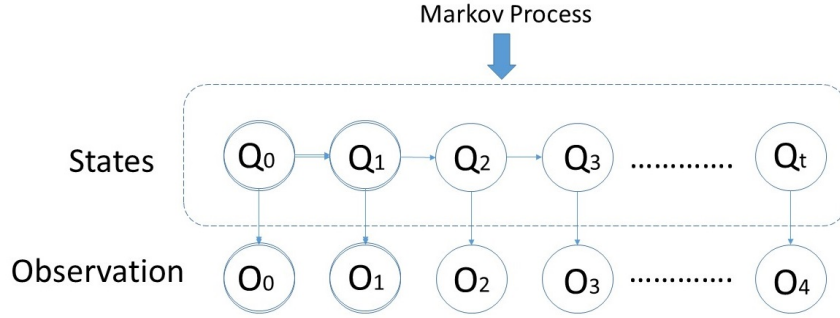 Markov Process
States Q0 Q1 Q2 Q3 ............. Qt
Observation O0 O1 O2 O3 ............. O4